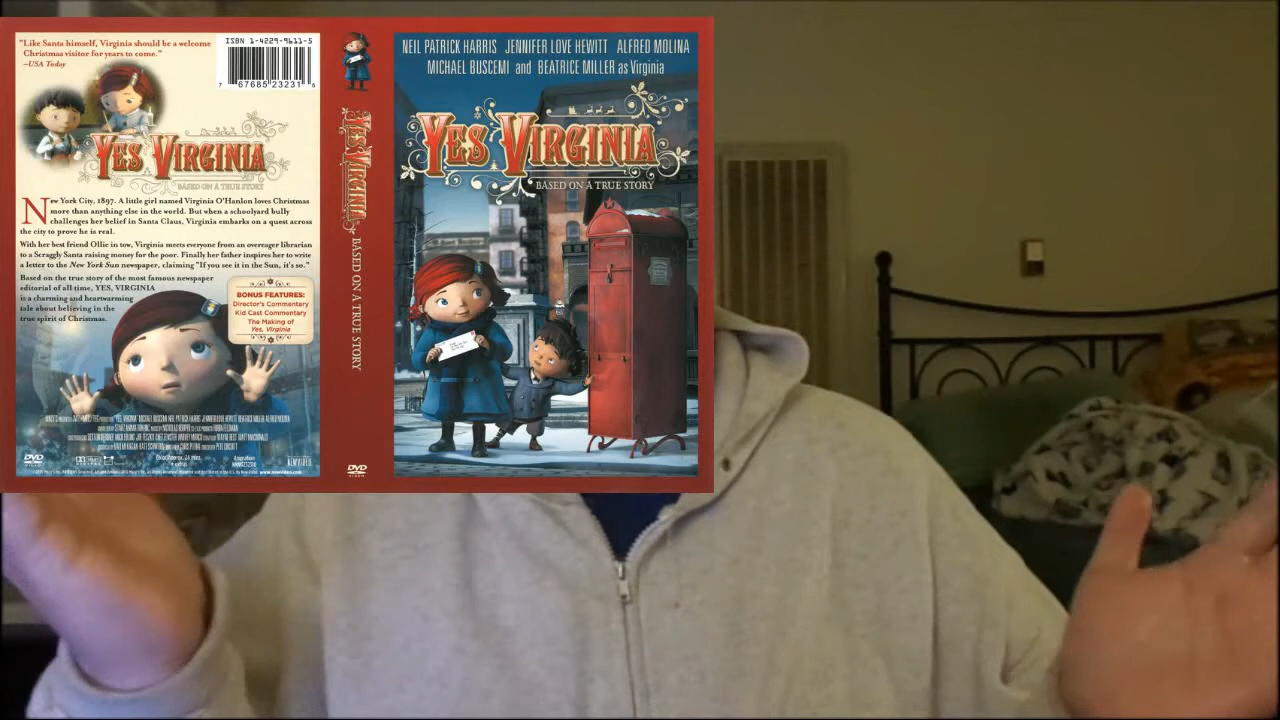 "Like Santa himself, Virginia should be a welcome
Christmas visitor for years to come."
–USA Today
ISBN 1-4229-9611-5
7 67685 23231 6
YES VIRGINIA
BASED ON A TRUE STORY
New York City, 1897. A little girl named Virginia O'Hanlon loves Christmas
more than anything else in the world. But when a schoolyard bully
challenges her belief in Santa Claus, Virginia embarks on a quest across
the city to prove he is real.
With her best friend Ollie in tow, Virginia meets everyone from an overeager librarian
to a Scraggly Santa raising money for the poor. Finally her father inspires her to write
a letter to the New York Sun newspaper, claiming "If you see it in the Sun, it's so."
Based on the true story of the most famous newspaper
editorial of all time, YES, VIRGINIA
is a charming and heartwarming
tale about believing in the
true spirit of Christmas.
BONUS FEATURES:
Director's Commentary
Kid Cast Commentary
The Making of
Yes, Virginia
DVD
VIDEO
NEW VIDEO
www.newvideo.com
YES VIRGINIA
BASED ON A TRUE STORY
DVD
VIDEO
NEIL PATRICK HARRIS JENNIFER LOVE HEWITT ALFRED MOLINA
MICHAEL BUSCEMI and BEATRICE MILLER as Virginia
YES VIRGINIA
BASED ON A TRUE STORY